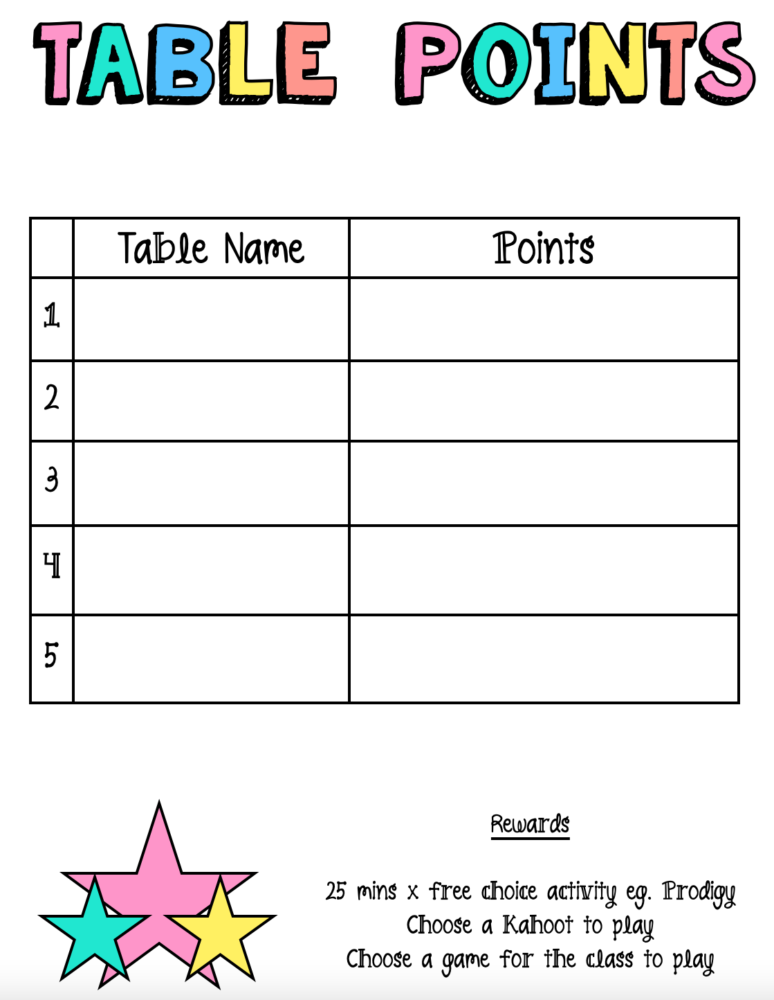 TABLE POINTS
Table Name Points
1
2
3
4
5
Rewards
25 mins x free choice activity eg. Prodigy
Choose a Kahoot to play
Choose a game for the class to play